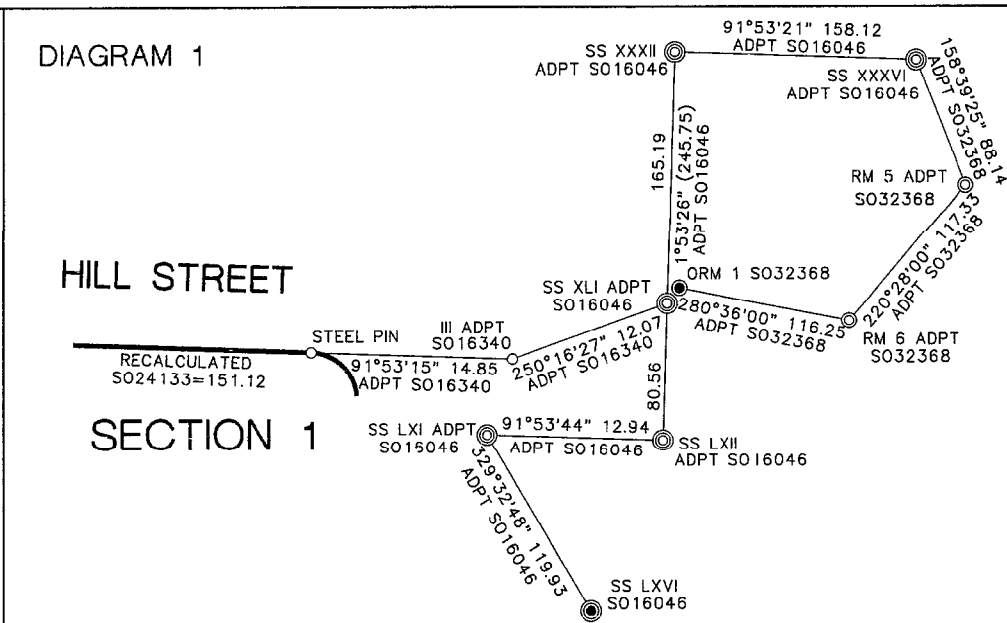 DIAGRAM 1
91°53'21" 158.12
ADPT SO16046
SS XXXII
ADPT SO16046
SS XXXVI
ADPT SO16046
158°39'25" 88.14
ADPT SO32368
165.19
1°53'26" (245.75)
ADPT SO16046
RM 5 ADPT
SO32368
220°28'00" 117.33
ADPT SO32368
HILL STREET
ORM 1 SO32368
SS XLI ADPT
SO16046
280°36'00" 116.25
ADPT SO32368
RM 6 ADPT
SO32368
STEEL PIN
III ADPT
SO16340
250°16'27" 12.07
ADPT SO16340
RECALCULATED
SO24133=151.12
91°53'15" 14.85
ADPT SO16340
80.56
SECTION 1
SS LXI ADPT
SO16046
91°53'44" 12.94
ADPT SO16046
SS LXII
ADPT SO16046
329°32'48" 119.93
ADPT SO16046
SS LXVI
SO16046